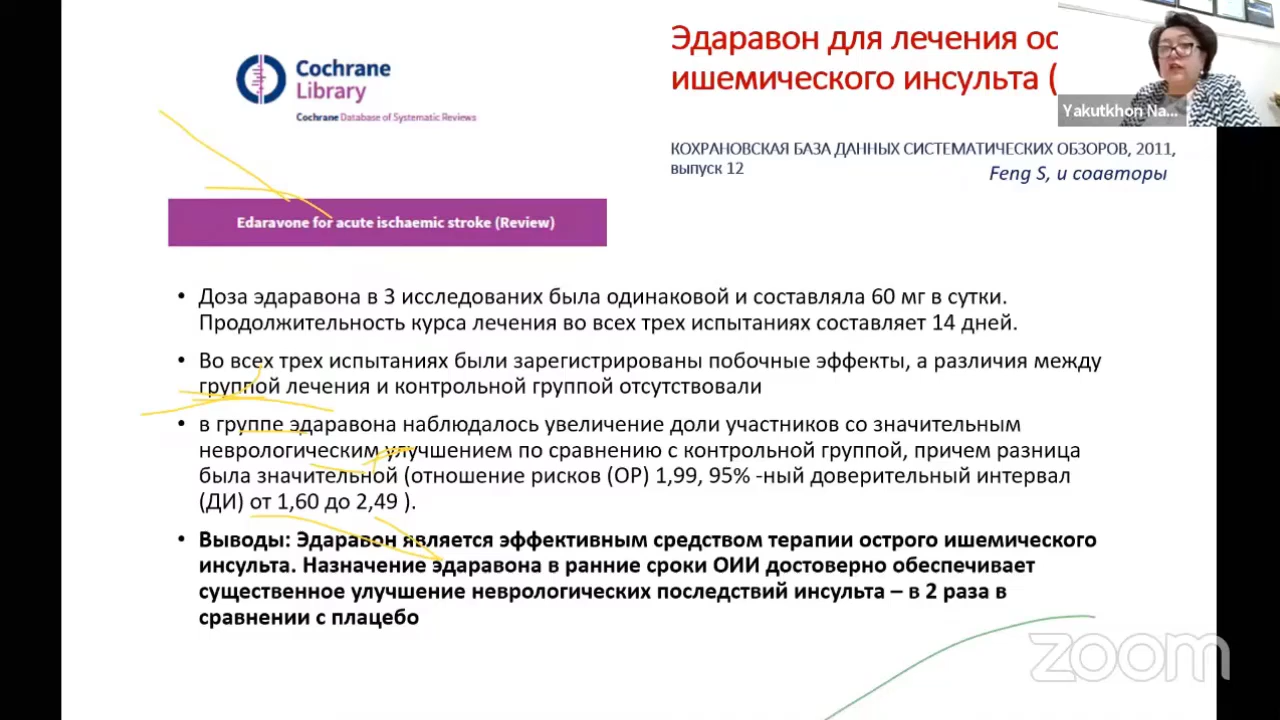 Cochrane
Library
Cochrane Database of Systematic Reviews
Edaravone for acute ischaemic stroke (Review)
Эдаравон для лечения ос
ишемического инсульта (
Yakutkhon Na...
КОХРАНОВСКАЯ БАЗА ДАННЫХ СИСТЕМАТИЧЕСКИХ ОБЗОРОВ, 2011,
выпуск 12
Feng S, и соавторы
• Доза эдаравона в 3 исследованих была одинаковой и составляла 60 мг в сутки.
Продолжительность курса лечения во всех трех испытаниях составляет 14 дней.
• Во всех трех испытаниях были зарегистрированы побочные эффекты, а различия между
группой лечения и контрольной группой отсутствовали
• в группе эдаравона наблюдалось увеличение доли участников со значительным
неврологическим улучшением по сравнению с контрольной группой, причем разница
была значительной (отношение рисков (ОР) 1,99, 95% -ный доверительный интервал
(ДИ) от 1,60 до 2,49 ).
• Выводы: Эдаравон является эффективным средством терапии острого ишемического
инсульта. Назначение эдаравона в ранние сроки ОИИ достоверно обеспечивает
существенное улучшение неврологических последствий инсульта – в 2 раза в
сравнении с плацебо
zoom